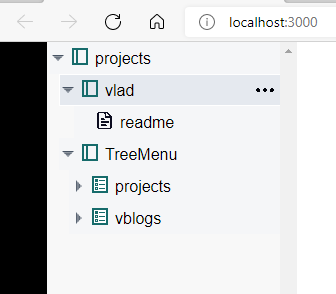 localhost:3000
projects
vlad
readme
TreeMenu
projects
vblogs